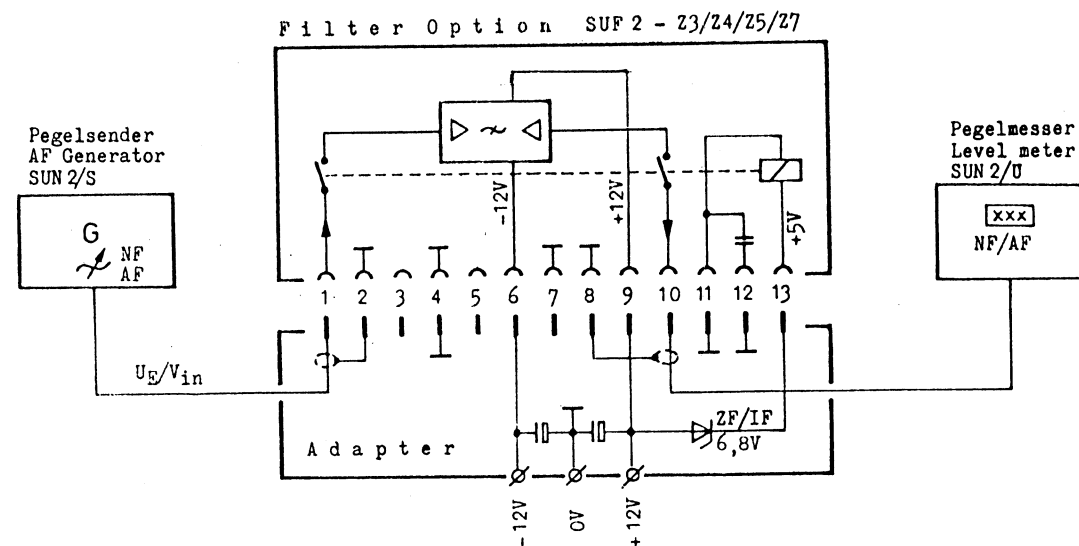 Filter Option SUF 2 - Z3/Z4/Z5/Z7
Pegelsender
AF Generator
SUN 2/S
G
NF
AF
Pegelmesser
Level meter
SUN 2/U
xxx
NF/AF
-12V
+12V
+5V
1 2 3 4 5 6 7 8 9 10 11 12 13
UE/Vin
ZF/IF
6,8V
Adapter
-12V
0V
+12V